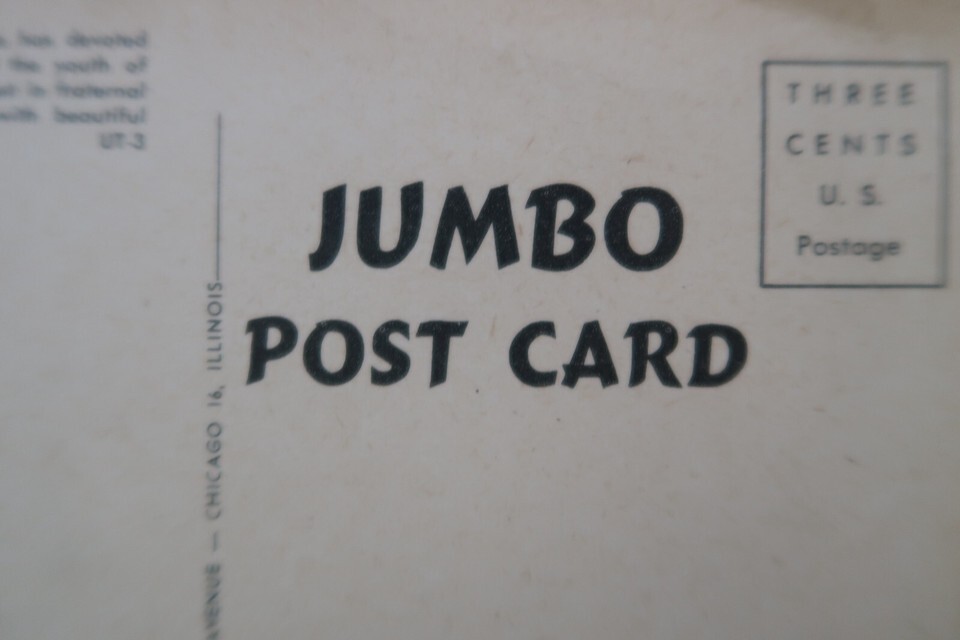 has devoted
the youth of
in fraternal
with beautiful
UT-3
THREE
CENTS
U. S.
Postage
JUMBO
POST CARD
AVENUE — CHICAGO 16, ILLINOIS